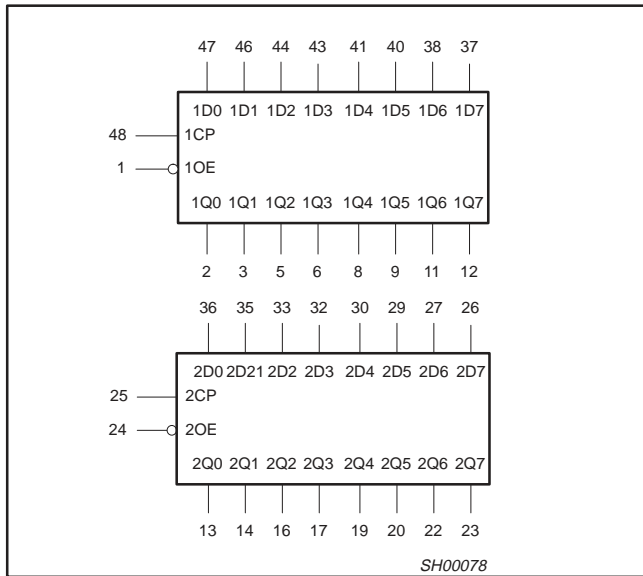 47 46 44 43 41 40 38 37
1D0 1D1 1D2 1D3 1D4 1D5 1D6 1D7
48 1CP
1 1OE
1Q0 1Q1 1Q2 1Q3 1Q4 1Q5 1Q6 1Q7
2 3 5 6 8 9 11 12
36 35 33 32 30 29 27 26
2D0 2D21 2D2 2D3 2D4 2D5 2D6 2D7
25 2CP
24 2OE
2Q0 2Q1 2Q2 2Q3 2Q4 2Q5 2Q6 2Q7
13 14 16 17 19 20 22 23
SH00078